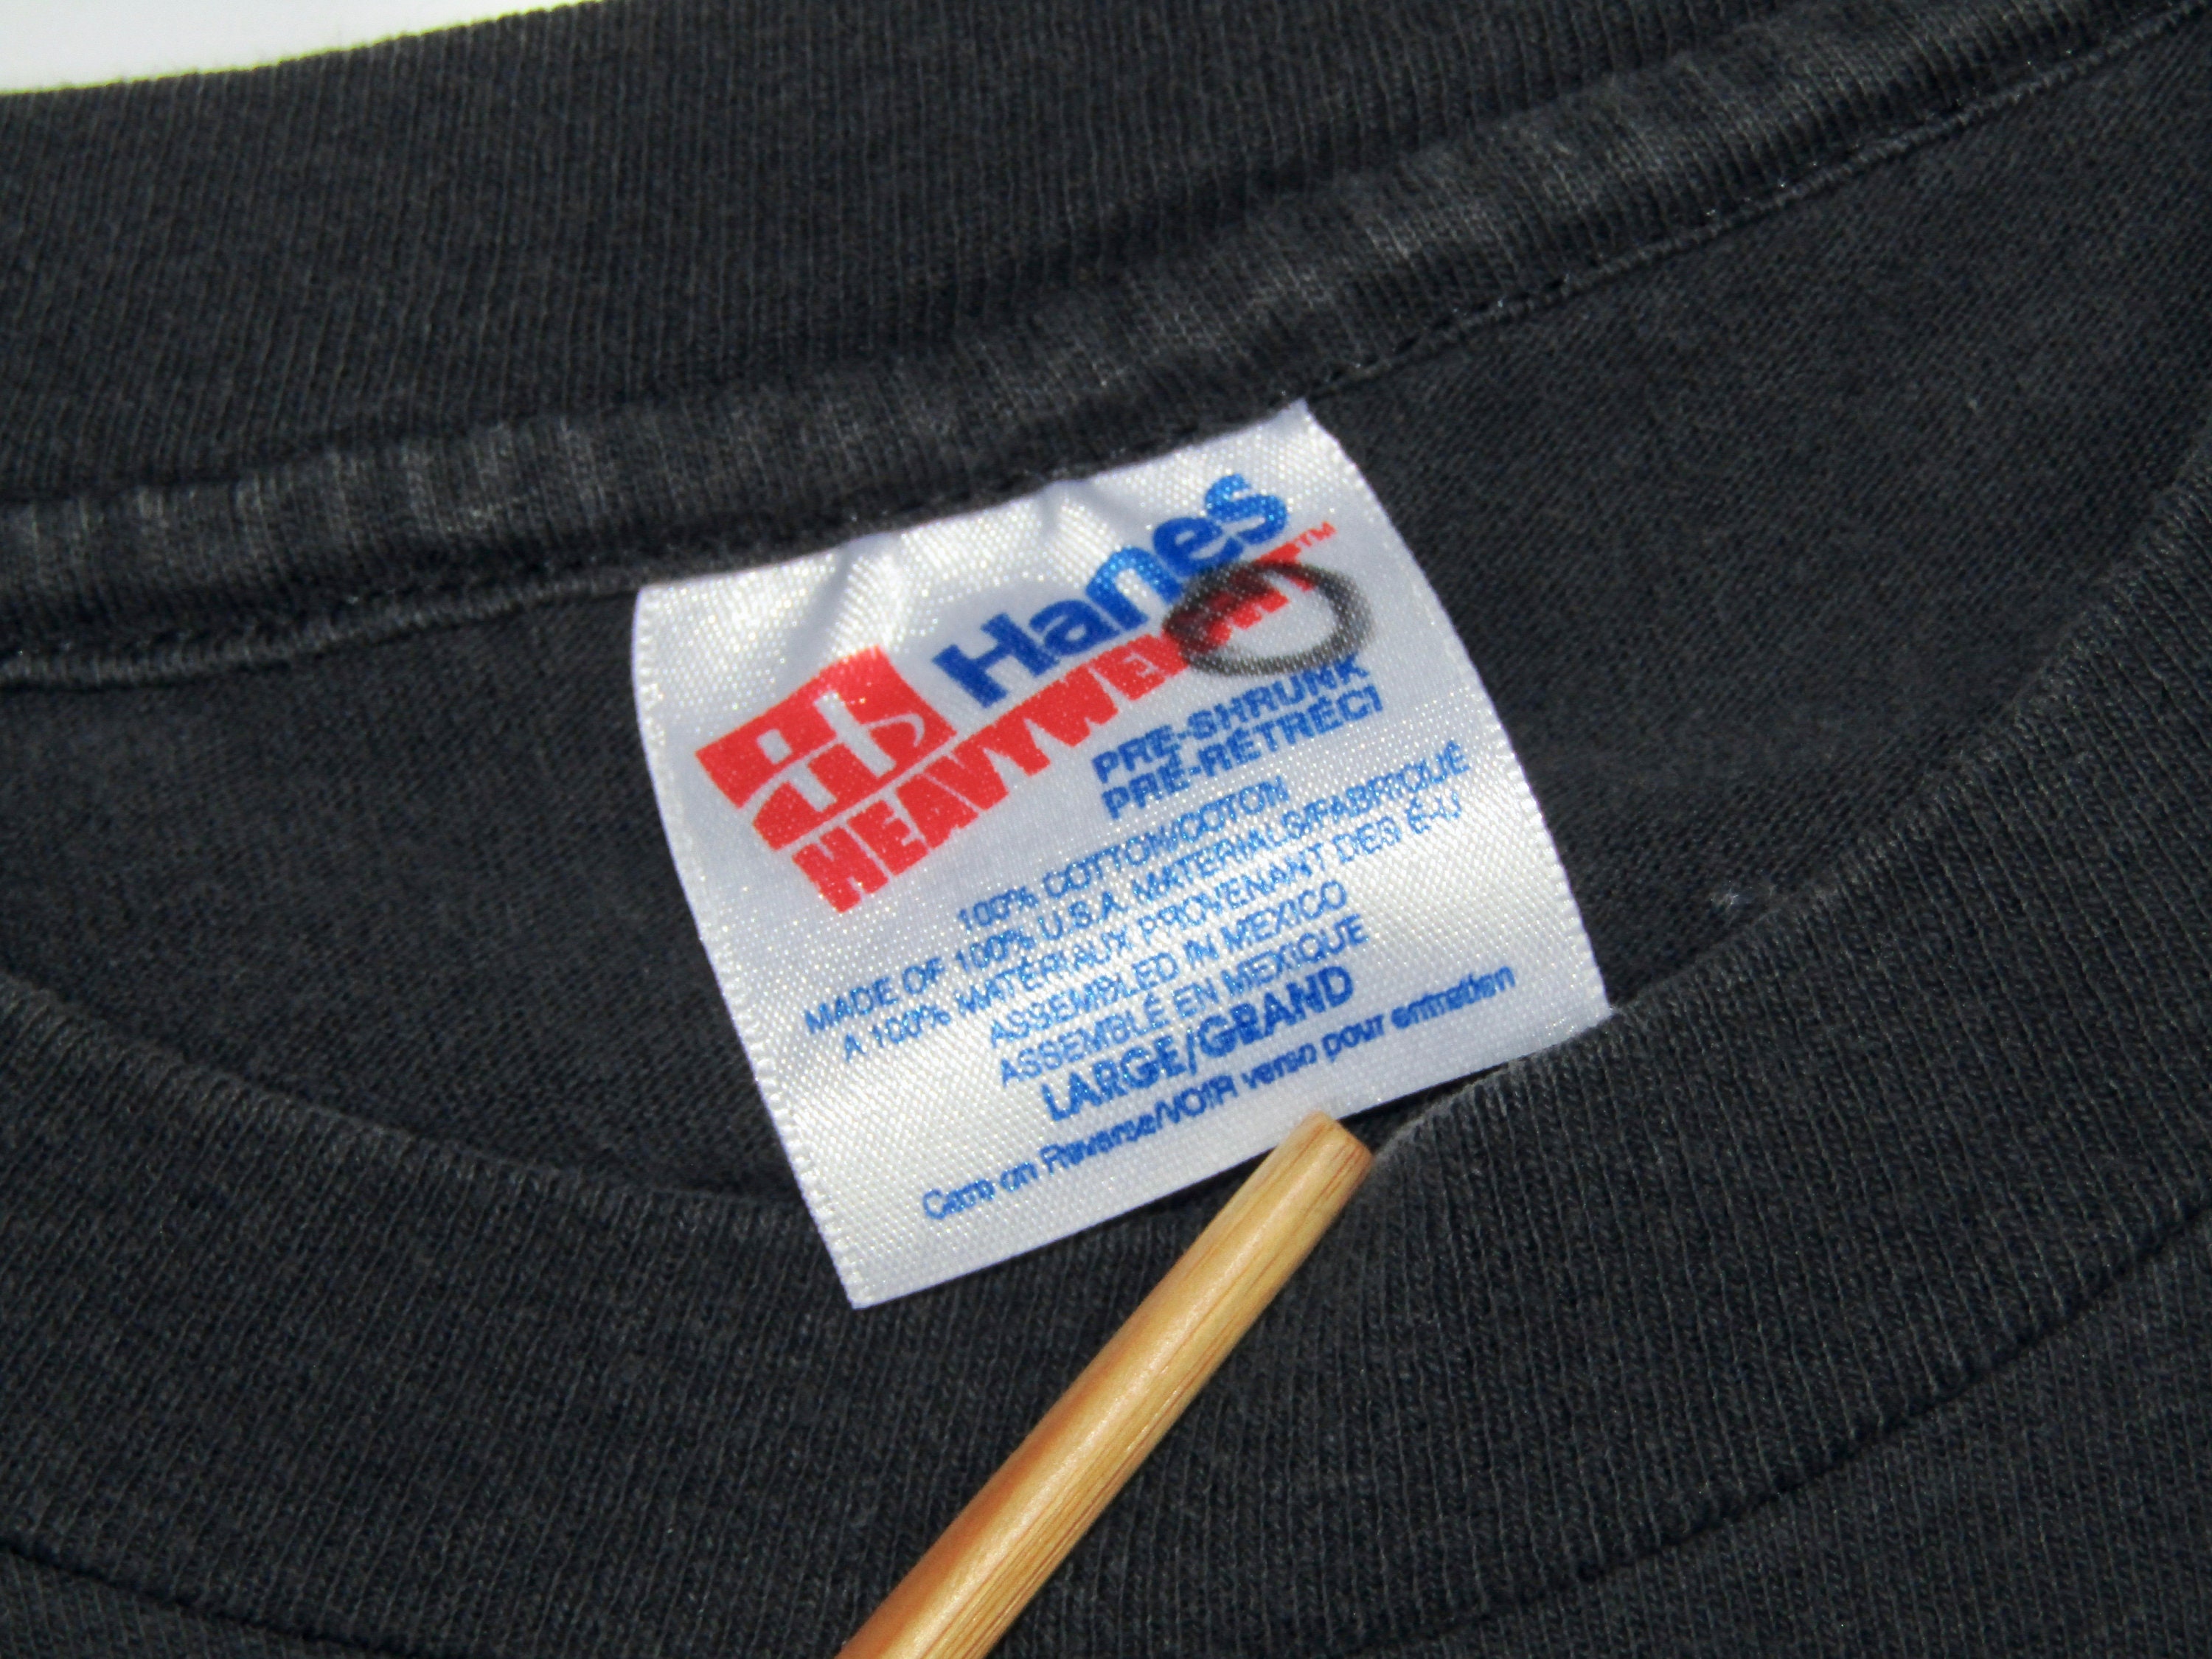 Hanes
HEAVYWEIGHT™
PRE-SHRUNK
PRE-RÉTRÉCI
100% COTTON/COTON
MADE OF 100% U.S.A. MATERIALS/FABRIQUÉ
A 100% MATÉRIAUX PROVENANT DES É-U
ASSEMBLED IN MEXICO
ASSEMBLÉ EN MEXIQUE
LARGE/GRAND
Care on Reverse/VOIR verso pour entretien